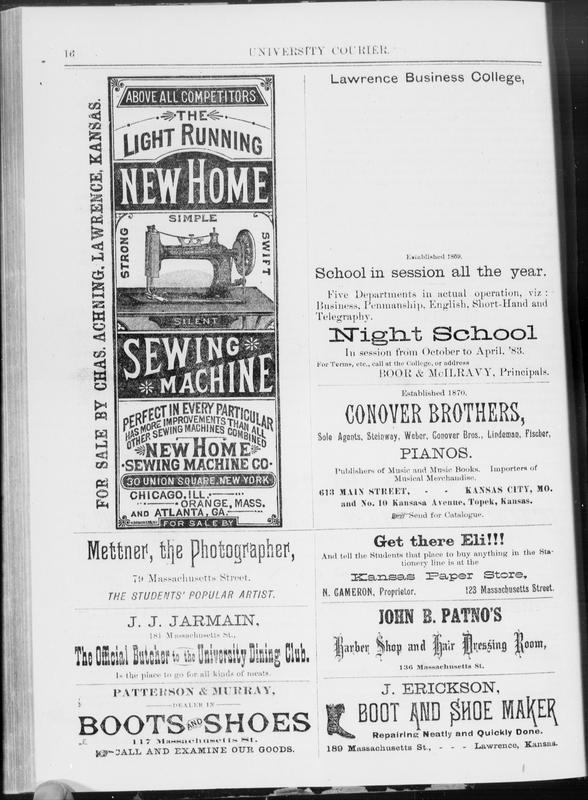 16
UNIVERSITY COURIER.
FOR SALE BY CHAS. ACHNING, LAWRENCE, KANSAS.
ABOVE ALL COMPETITORS
THE
LIGHT RUNNING
NEW HOME
SIMPLE
STRONG
SWIFT
SILENT
SEWING
MACHINE
PERFECT IN EVERY PARTICULAR
HAS MORE IMPROVEMENTS THAN ALL
OTHER SEWING MACHINES COMBINED
NEW HOME
SEWING MACHINE CO.
30 UNION SQUARE, NEW YORK
CHICAGO, ILL.
ORANGE, MASS.
AND ATLANTA, GA.
FOR SALE BY
Mettner, the Photographer,
79 Massachusetts Street.
THE STUDENTS' POPULAR ARTIST.
J. J. JARMAIN,
181 Massachusetts St.,
The Official Butcher to the University Dining Club.
Is the place to go for all kinds of meats.
PATTERSON & MURRAY,
DEALER IN
BOOTS AND SHOES
117 Massachusetts St.
CALL AND EXAMINE OUR GOODS.
Lawrence Business College,
Established 1869.
School in session all the year.
Five Departments in actual operation, viz:
Business, Penmanship, English, Short-Hand and
Telegraphy.
Night School
In session from October to April, '83.
For Terms, etc., call at the College, or address
BOOR & McILRAVY, Principals.
Established 1870.
CONOVER BROTHERS,
Sole Agents, Steinway, Weber, Conover Bros., Lindeman, Fischer,
PIANOS.
Publishers of Music and Music Books. Importers of
Musical Merchandise.
613 MAIN STREET, - - KANSAS CITY, MO.
and No. 10 Kansasa Avenue, Topek, Kansas.
Send for Catalogue.
Get there Eli!!!
And tell the Students that place to buy anything in the Sta-
tionery line is at the
Kansas Paper Store,
N. CAMERON, Proprietor. 123 Massachusetts Street.
JOHN B. PATNO'S
Barber Shop and Hair Dressing Room,
136 Massachusetts St.
J. ERICKSON,
BOOT AND SHOE MAKER
Repairing Neatly and Quickly Done.
189 Massachusetts St., - - - Lawrence, Kansas.